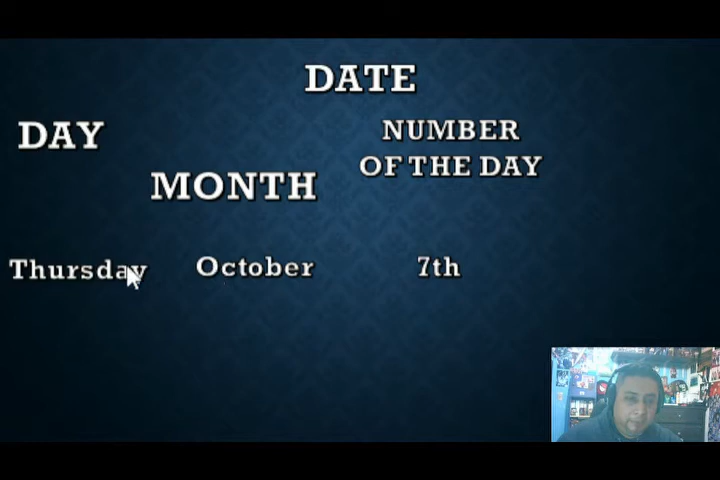 DATE
DAY
MONTH
NUMBER
OF THE DAY
Thursday
October
7th